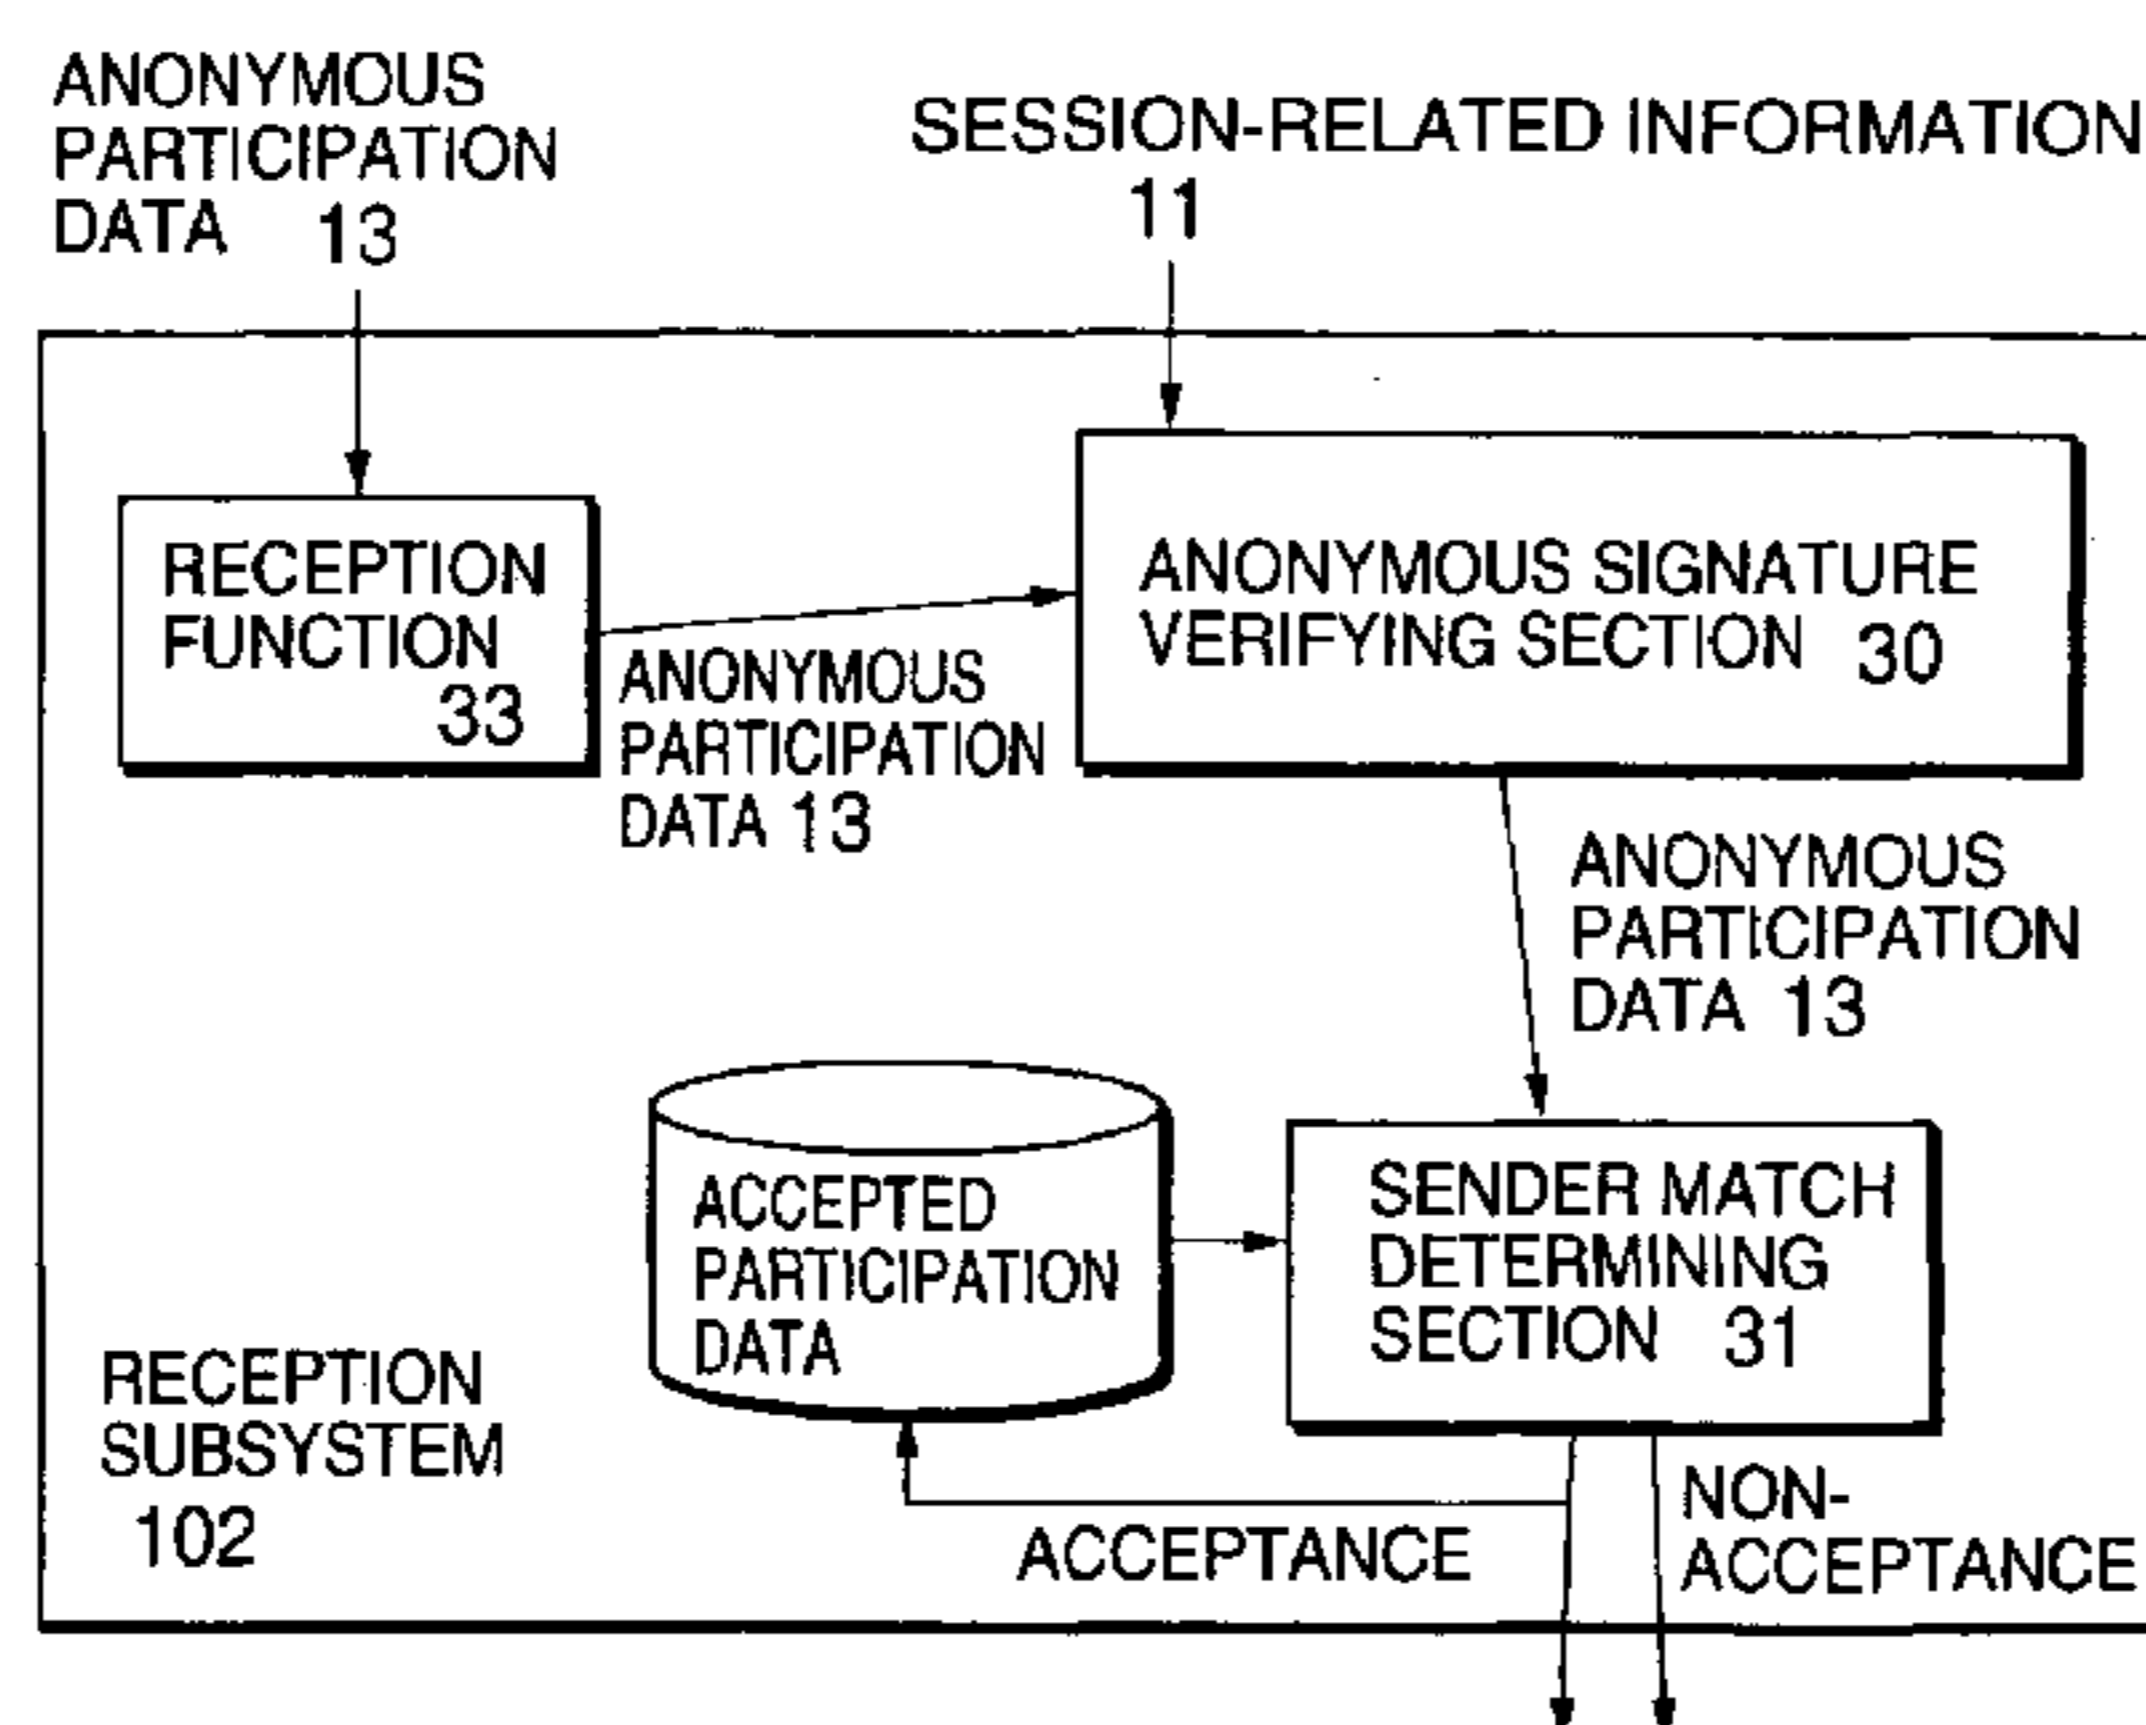 ANONYMOUS
PARTICIPATION
DATA 13
SESSION-RELATED INFORMATION
11
RECEPTION
FUNCTION
33
ANONYMOUS
PARTICIPATION
DATA 13
ANONYMOUS SIGNATURE
VERIFYING SECTION 30
ANONYMOUS
PARTICIPATION
DATA 13
ACCEPTED
PARTICIPATION
DATA
SENDER MATCH
DETERMINING
SECTION 31
RECEPTION
SUBSYSTEM
102
ACCEPTANCE
NON-
ACCEPTANCE